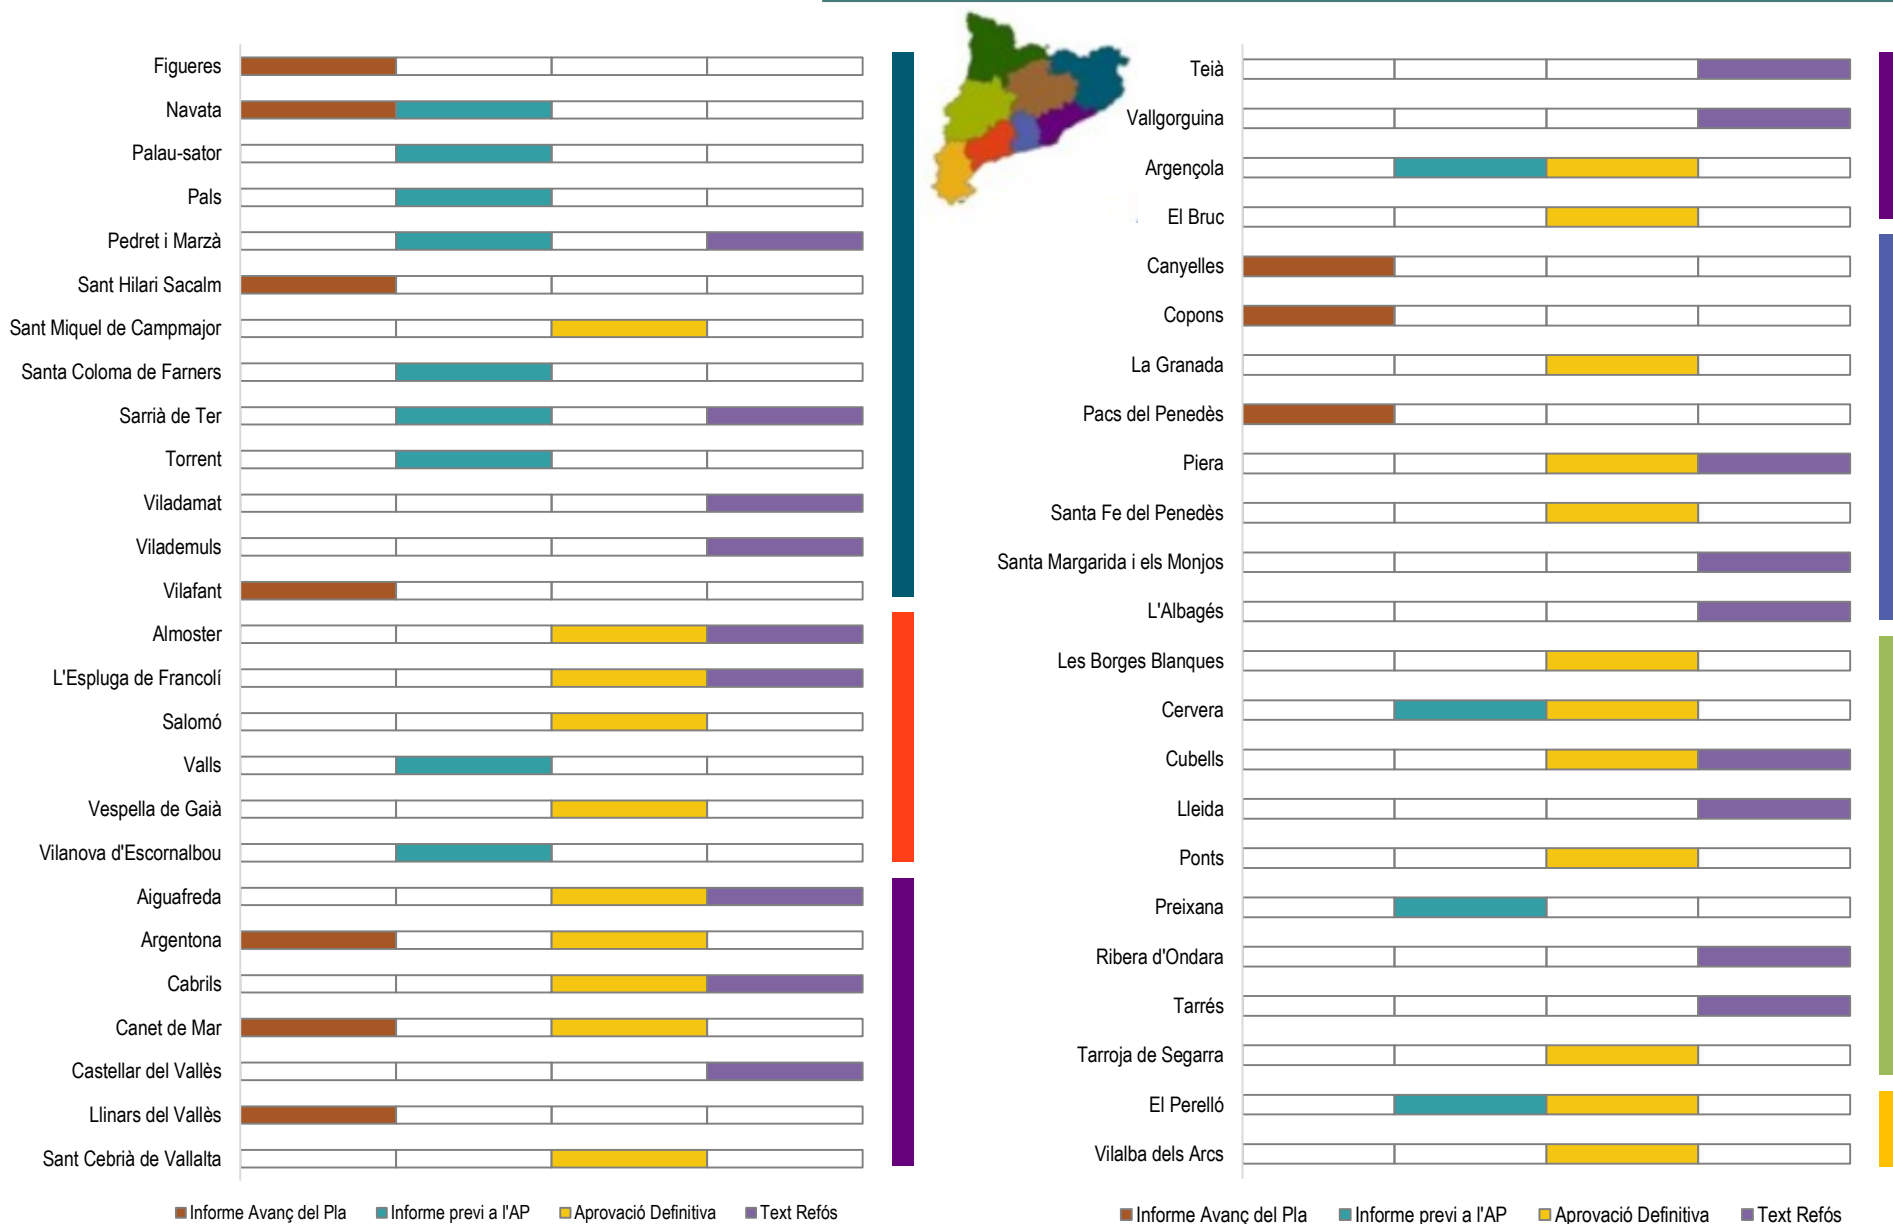 Figueres
Navata
Palau-sator
Pals
Pedret i Marzà
Sant Hilari Sacalm
Sant Miquel de Campmajor
Santa Coloma de Farners
Sarrià de Ter
Torrent
Viladamat
Vilademuls
Vilafant
Almoster
L'Espluga de Francolí
Salomó
Valls
Vespella de Gaià
Vilanova d'Escornalbou
Aiguafreda
Argentona
Cabrils
Canet de Mar
Castellar del Vallès
Llinars del Vallès
Sant Cebrià de Vallalta
Informe Avanç del Pla Informe previ a l'AP Aprovació Definitiva Text Refós
Teià
Vallgorguina
Argençola
El Bruc
Canyelles
Copons
La Granada
Pacs del Penedès
Piera
Santa Fe del Penedès
Santa Margarida i els Monjos
L'Albagés
Les Borges Blanques
Cervera
Cubells
Lleida
Ponts
Preixana
Ribera d'Ondara
Tarrés
Tarroja de Segarra
El Perelló
Vilalba dels Arcs
Informe Avanç del Pla Informe previ a l'AP Aprovació Definitiva Text Refós